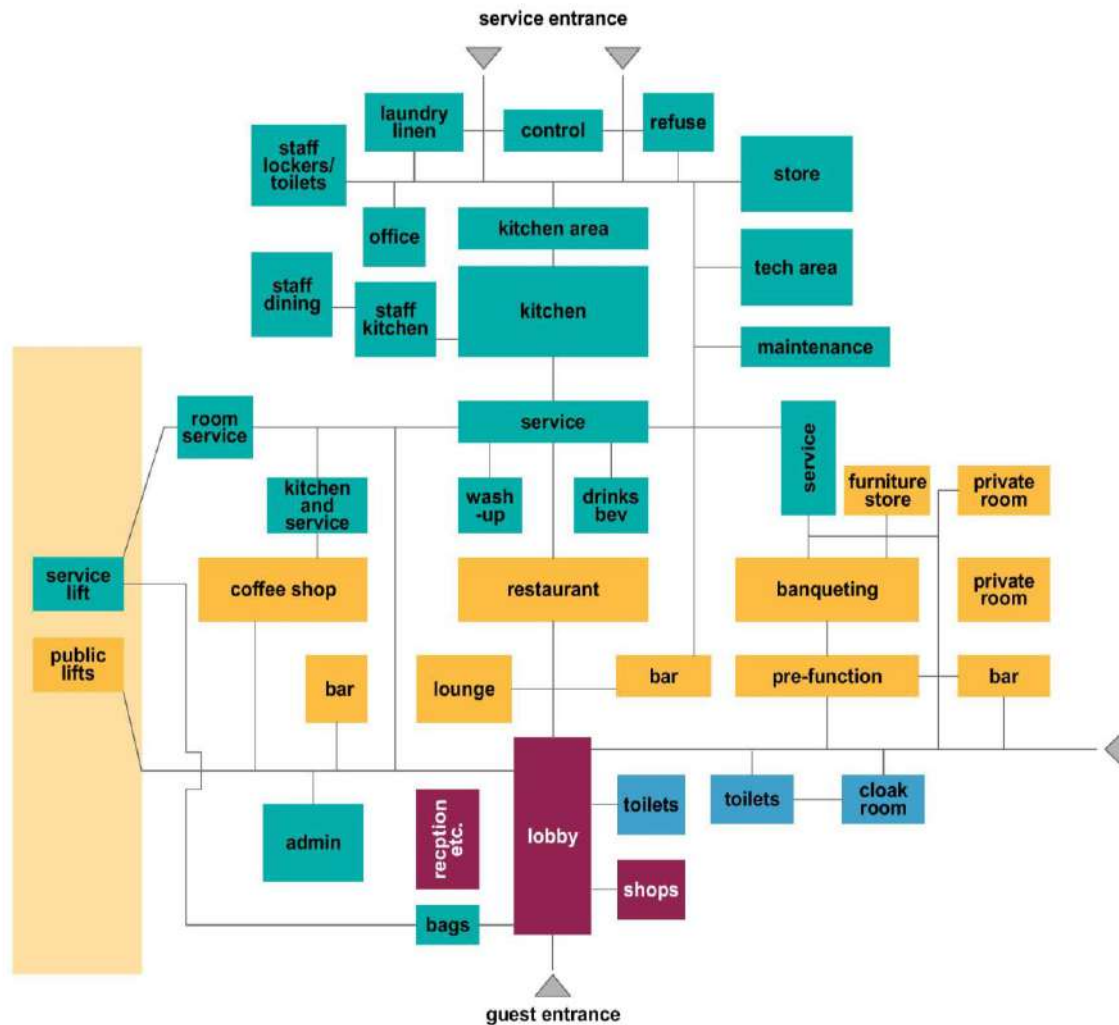 service entrance
laundry
linen
control
refuse
staff
lockers/
toilets
store
office
kitchen area
tech area
staff
dining
staff
kitchen
kitchen
maintenance
room
service
service
service
kitchen
and
service
wash
-up
drinks
bev
furniture
store
private
room
service
lift
coffee shop
restaurant
banqueting
private
room
public
lifts
bar
lounge
bar
pre-function
bar
toilets
toilets
cloak
room
admin
recption
etc.
lobby
shops
bags
guest entrance